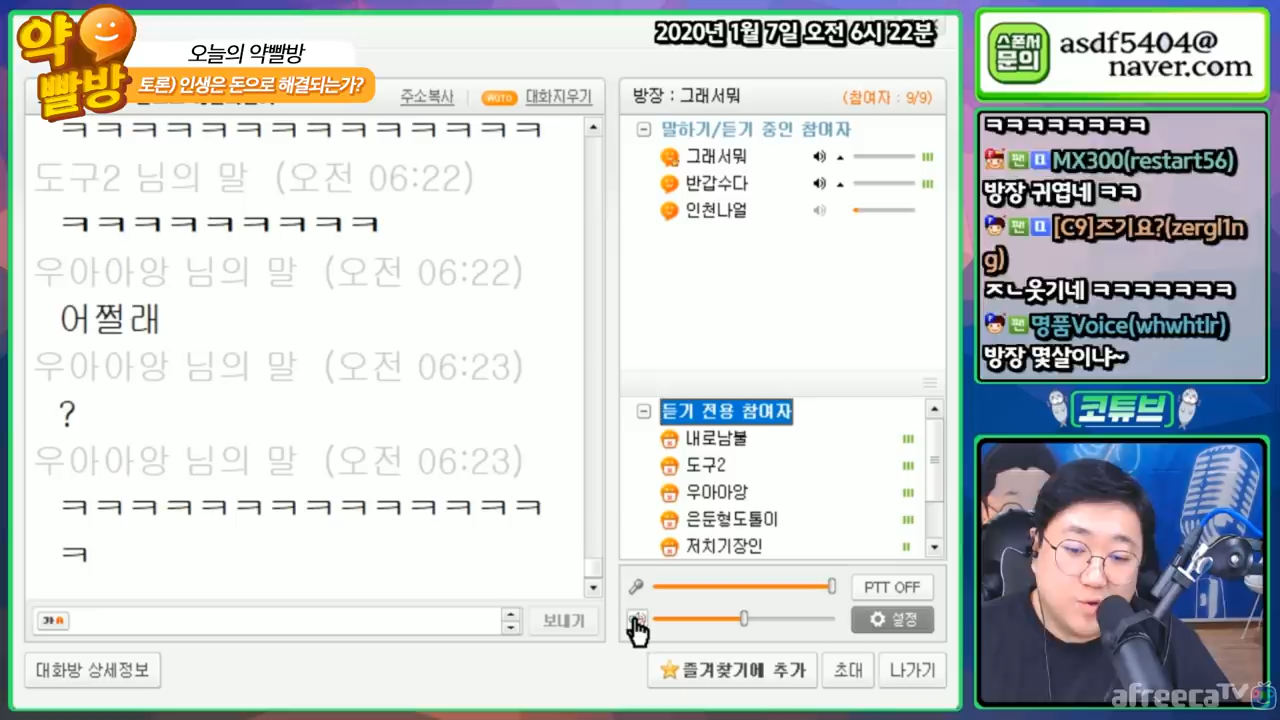 약빨방
오늘의 약빨방
토론) 인생은 돈으로 해결되는가?
2020년 1월 7일 오전 6시 22분
주소복사
AUTO
대화지우기
ㅋㅋㅋㅋㅋㅋㅋㅋㅋㅋㅋㅋㅋㅋ
도구2 님의 말 (오전 06:22)
ㅋㅋㅋㅋㅋㅋㅋㅋㅋ
우아아앙 님의 말 (오전 06:22)
어쩔래
우아아앙 님의 말 (오전 06:23)
?
우아아앙 님의 말 (오전 06:23)
ㅋㅋㅋㅋㅋㅋㅋㅋㅋㅋㅋㅋㅋㅋ
ㅋ
가A
보내기
대화방 상세정보
방장 : 그래서뭐
(참여자 : 9/9)
말하기/듣기 중인 참여자
그래서뭐
반갑수다
인천나얼
듣기 전용 참여자
내로남불
도구2
우아아앙
은둔형도톨이
저치기장인
PTT OFF
설정
즐겨찾기에 추가
초대
나가기
스폰서
문의
asdf5404@
naver.com
ㅋㅋㅋㅋㅋㅋㅋㅋ
MX300(restart56)
방장 귀엽네 ㅋㅋ
[C9]즈기요?(zergl1n
g)
ㅈㄴ웃기네 ㅋㅋㅋㅋㅋㅋㅋ
명품Voice(whwhtlr)
방장 몇살이냐~
코튜브
afreecaTV